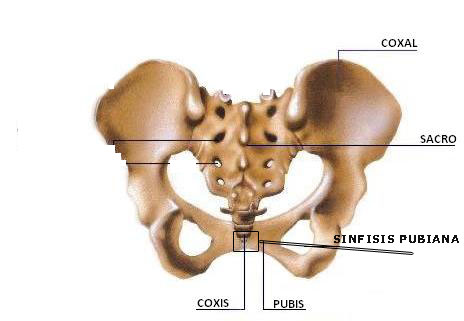 COXAL
SACRO
SINFISIS PUBIANA
COXIS
PUBIS